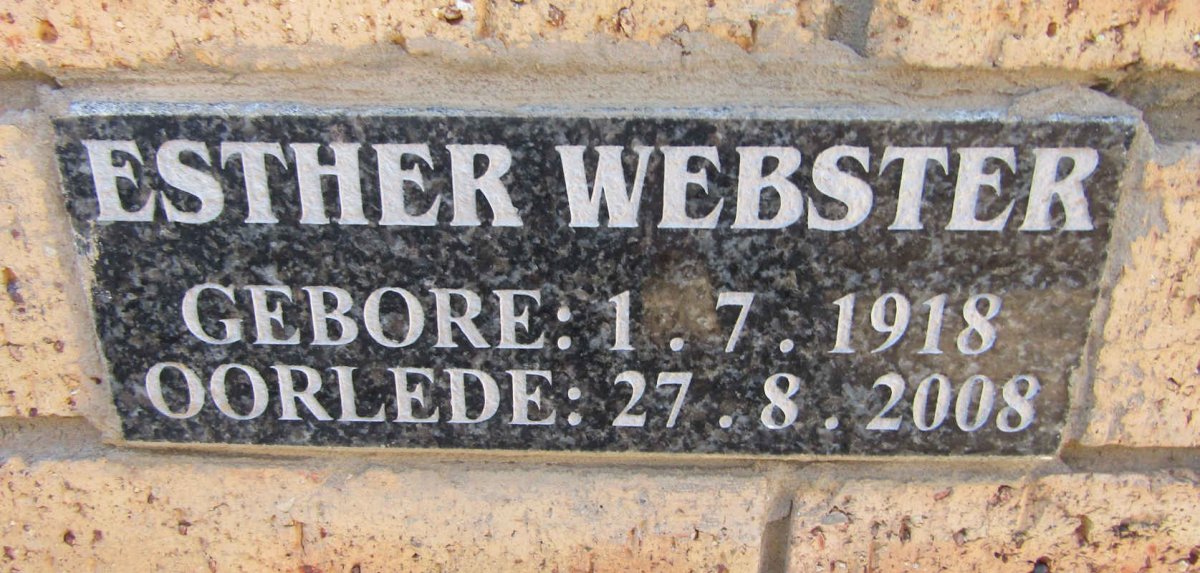 ESTHER WEBSTER
GEBORE: 1 . 7 . 1918
OORLEDE: 27 . 8 . 2008